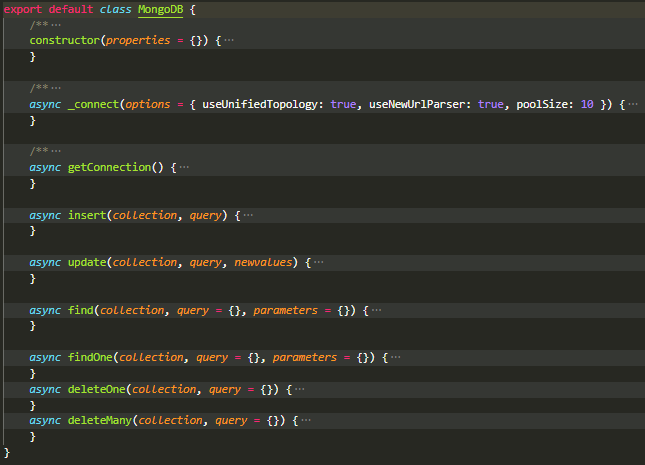 export default class MongoDB {
/**...
constructor(properties = {}) {...
}
/**...
async _connect(options = { useUnifiedTopology: true, useNewUrlParser: true, poolSize: 10 }) {...
}
/**...
async getConnection() {...
}
async insert(collection, query) {...
}
async update(collection, query, newvalues) {...
}
async find(collection, query = {}, parameters = {}) {...
}
async findOne(collection, query = {}, parameters = {}) {...
}
async deleteOne(collection, query = {}) {...
}
async deleteMany(collection, query = {}) {...
}
}